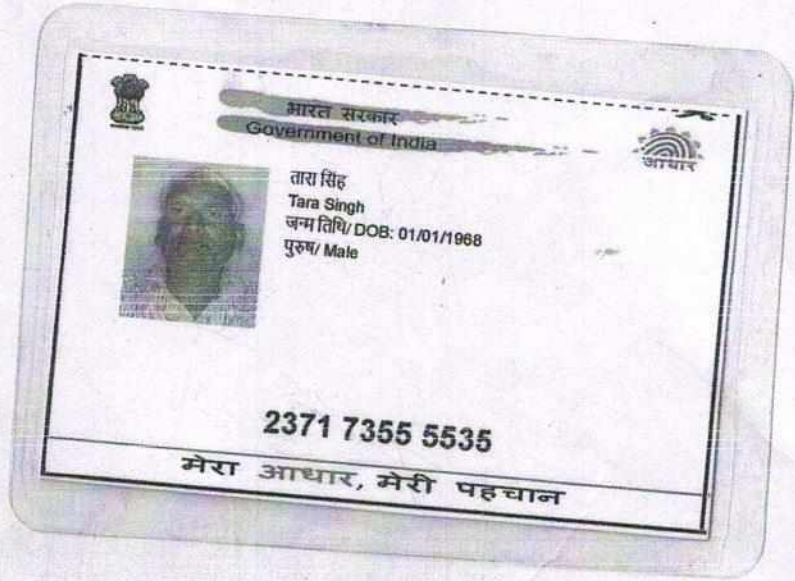 भारत सरकार
Government of India
आधार
तारा सिंह
Tara Singh
जन्म तिथि/ DOB: 01/01/1968
पुरुष/ Male
2371 7355 5535
मेरा आधार, मेरी पहचान